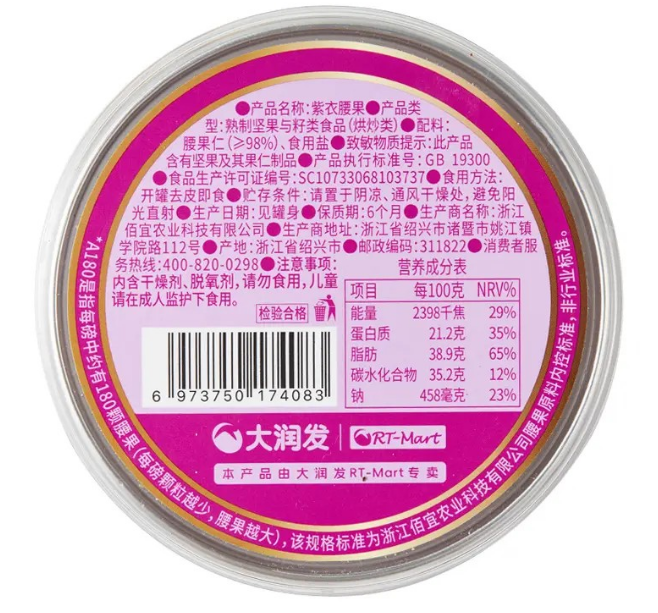 ●产品名称:紫衣腰果●产品类
型:熟制坚果与籽类食品(烘炒类)●配料:
腰果仁(≥98%)、食用盐●致敏物质提示:此产品
含有坚果及其果仁制品●产品执行标准号:GB 19300
●食品生产许可证编号:SC10733068103737●食用方法:
开罐去皮即食●贮存条件:请置于阴凉、通风干燥处,避免阳
光直射●生产日期:见罐身●保质期:6个月●生产商名称:浙江
佰宜农业科技有限公司●生产商地址:浙江省绍兴市诸暨市姚江镇
学院路112号●产地:浙江省绍兴市●邮政编码:311822●消费者服
务热线:400-820-0298●注意事项:
内含干燥剂、脱氧剂,请勿食用,儿童
请在成人监护下食用。
检验合格
营养成分表
项目 每100克 NRV%
能量 2398千焦 29%
蛋白质 21.2克 35%
脂肪 38.9克 65%
碳水化合物 35.2克 12%
钠 458毫克 23%
6 973750 174083
大润发 RT-Mart
本产品由大润发RT-Mart专卖
*A180是指每磅中约有180颗腰果(每磅颗粒越少,腰果越大),该规格标准为浙江佰宜农业科技有限公司腰果原料内控标准,非行业标准。